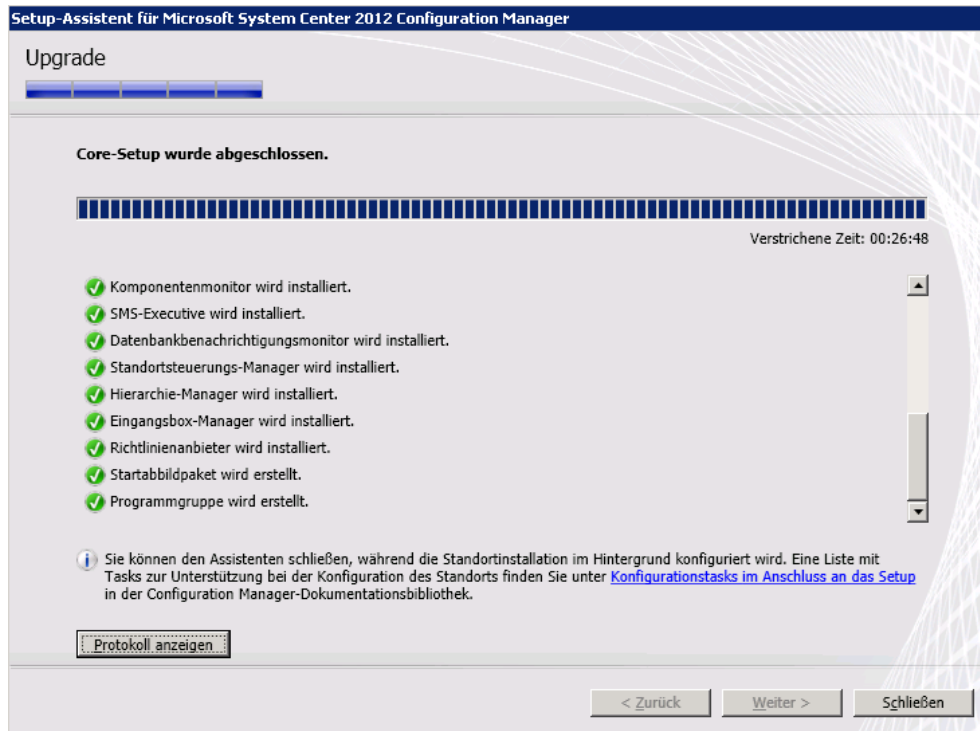 Setup-Assistent für Microsoft System Center 2012 Configuration Manager
Upgrade
Core-Setup wurde abgeschlossen.
Verstrichene Zeit: 00:26:48
Komponentenmonitor wird installiert.
SMS-Executive wird installiert.
Datenbankbenachrichtigungsmonitor wird installiert.
Standortsteuerungs-Manager wird installiert.
Hierarchie-Manager wird installiert.
Eingangsbox-Manager wird installiert.
Richtlinienanbieter wird installiert.
Startabbildpaket wird erstellt.
Programmgruppe wird erstellt.
Sie können den Assistenten schließen, während die Standortinstallation im Hintergrund konfiguriert wird. Eine Liste mit
Tasks zur Unterstützung bei der Konfiguration des Standorts finden Sie unter Konfigurationstasks im Anschluss an das Setup
in der Configuration Manager-Dokumentationsbibliothek.
Protokoll anzeigen
< Zurück
Weiter >
Schließen